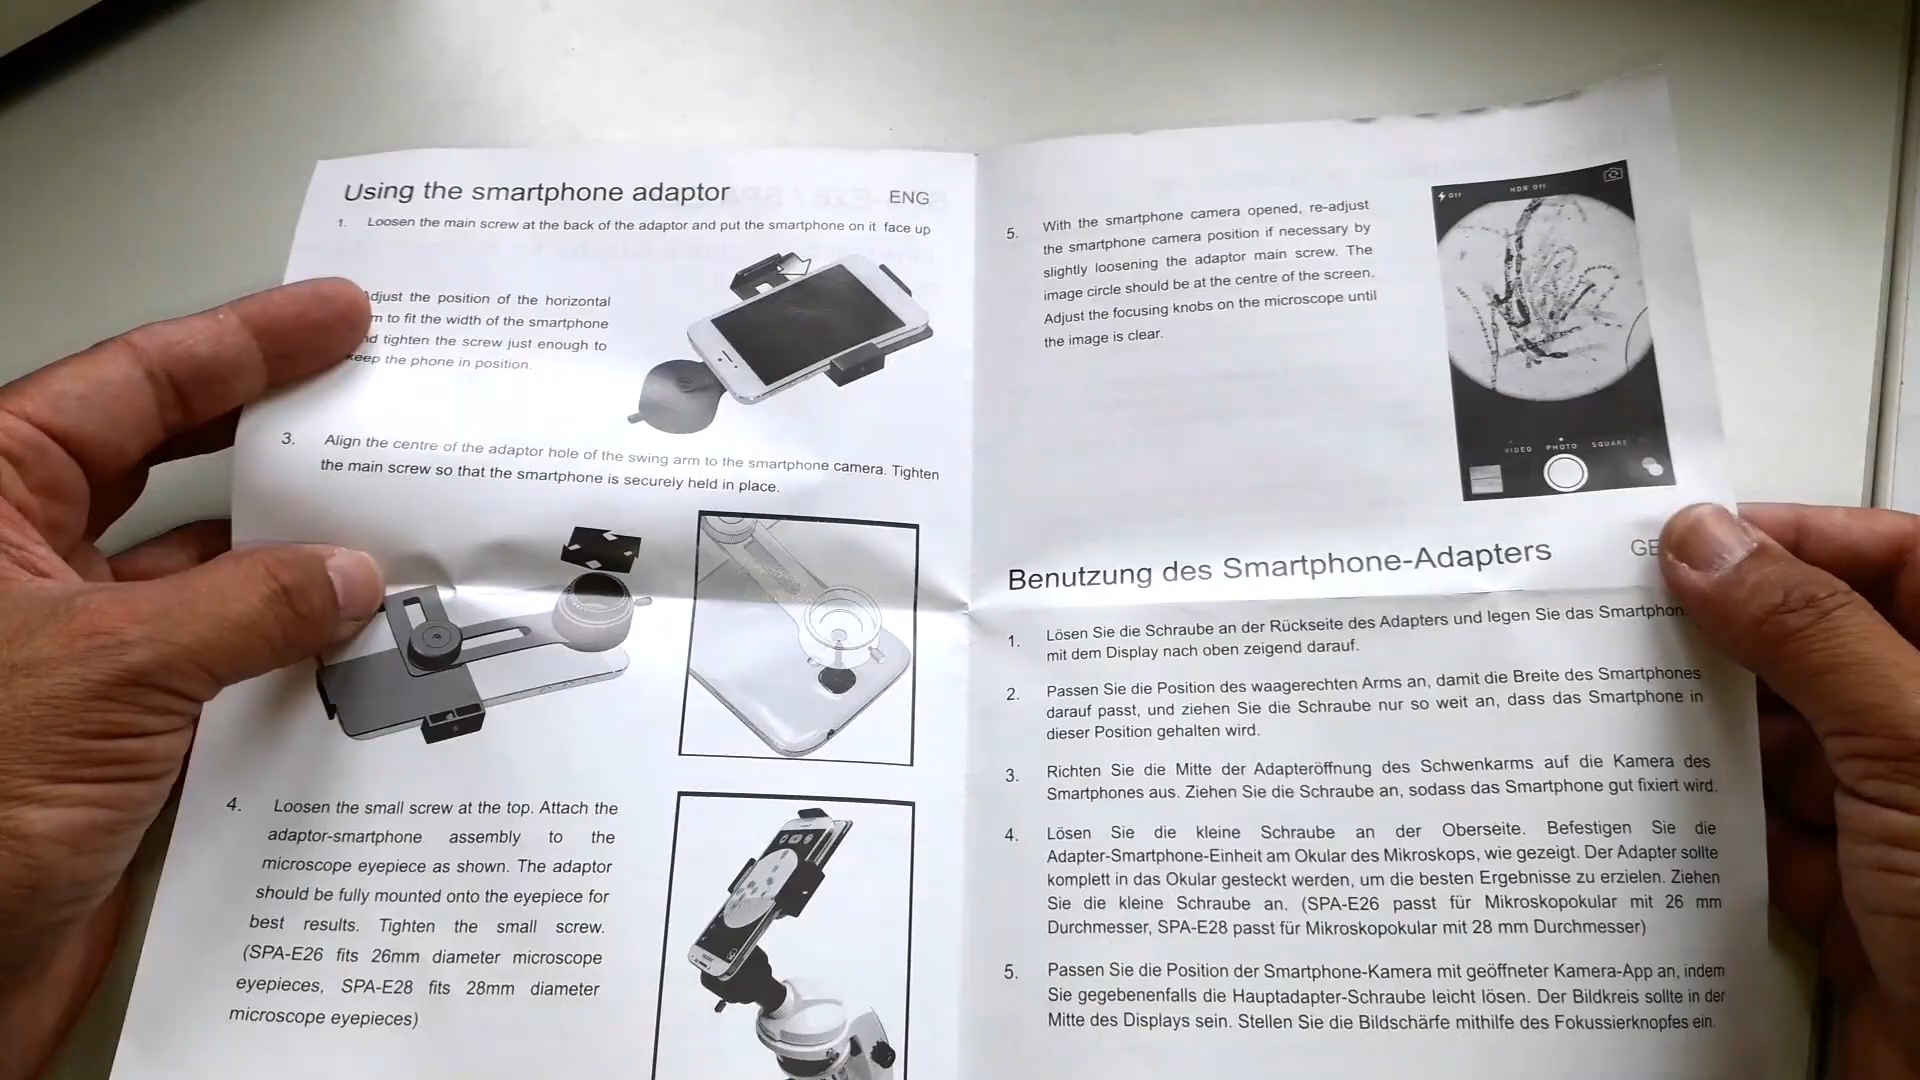 Using the smartphone adaptor ENG
1. Loosen the main screw at the back of the adaptor and put the smartphone on it face up
Adjust the position of the horizontal
m to fit the width of the smartphone
nd tighten the screw just enough to
keep the phone in position.
3. Align the centre of the adaptor hole of the swing arm to the smartphone camera. Tighten
the main screw so that the smartphone is securely held in place.
4. Loosen the small screw at the top. Attach the
adaptor-smartphone assembly to the
microscope eyepiece as shown. The adaptor
should be fully mounted onto the eyepiece for
best results. Tighten the small screw.
(SPA-E26 fits 26mm diameter microscope
eyepieces, SPA-E28 fits 28mm diameter
microscope eyepieces)
5. With the smartphone camera opened, re-adjust
the smartphone camera position if necessary by
slightly loosening the adaptor main screw. The
image circle should be at the centre of the screen.
Adjust the focusing knobs on the microscope until
the image is clear.
Off HDR Off
VIDEO PHOTO SQUARE
Benutzung des Smartphone-Adapters GE
1. Lösen Sie die Schraube an der Rückseite des Adapters und legen Sie das Smartphon
mit dem Display nach oben zeigend darauf.
2. Passen Sie die Position des waagerechten Arms an, damit die Breite des Smartphones
darauf passt, und ziehen Sie die Schraube nur so weit an, dass das Smartphone in
dieser Position gehalten wird.
3. Richten Sie die Mitte der Adapteröffnung des Schwenkarms auf die Kamera des
Smartphones aus. Ziehen Sie die Schraube an, sodass das Smartphone gut fixiert wird.
4. Lösen Sie die kleine Schraube an der Oberseite. Befestigen Sie die
Adapter-Smartphone-Einheit am Okular des Mikroskops, wie gezeigt. Der Adapter sollte
komplett in das Okular gesteckt werden, um die besten Ergebnisse zu erzielen. Ziehen
Sie die kleine Schraube an. (SPA-E26 passt für Mikroskopokular mit 26 mm
Durchmesser, SPA-E28 passt für Mikroskopokular mit 28 mm Durchmesser)
5. Passen Sie die Position der Smartphone-Kamera mit geöffneter Kamera-App an, indem
Sie gegebenenfalls die Hauptadapter-Schraube leicht lösen. Der Bildkreis sollte in der
Mitte des Displays sein. Stellen Sie die Bildschärfe mithilfe des Fokussierknopfes ein.